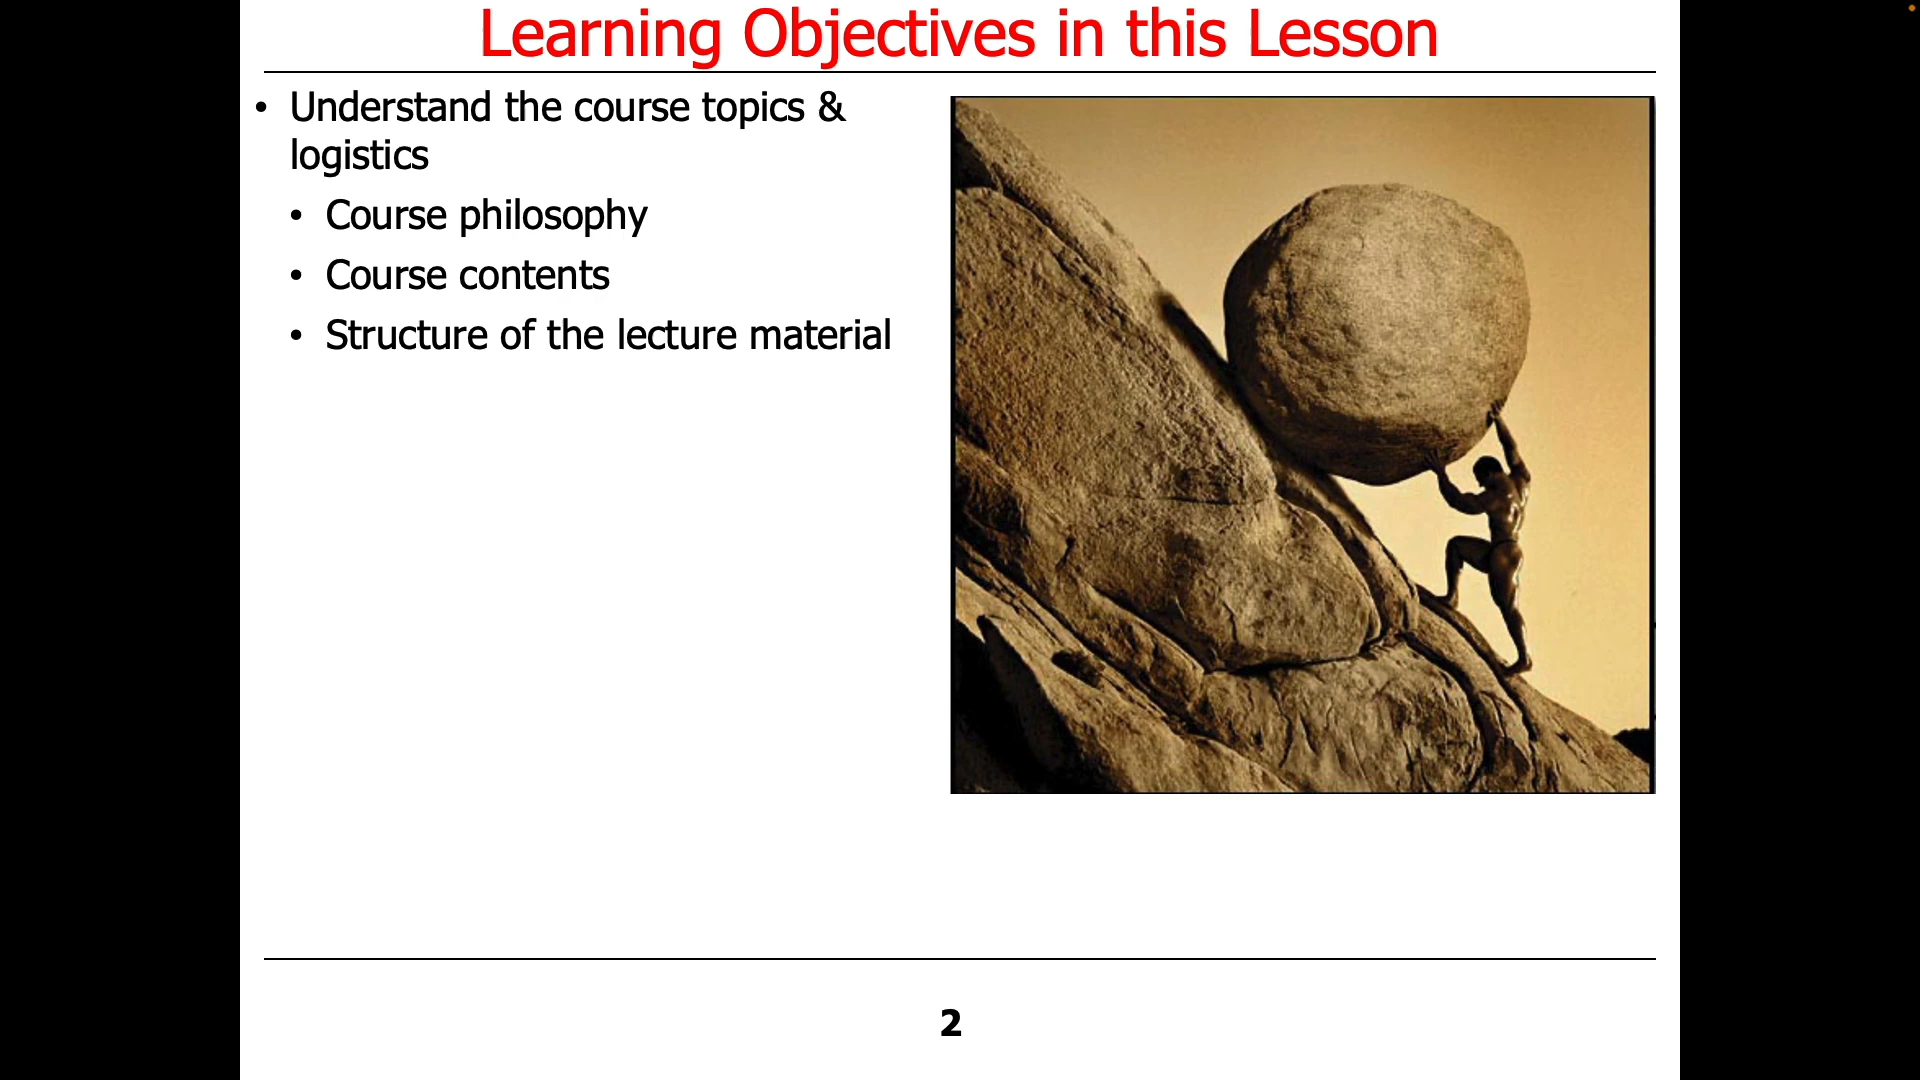 Learning Objectives in this Lesson
• Understand the course topics &
logistics
• Course philosophy
• Course contents
• Structure of the lecture material
2